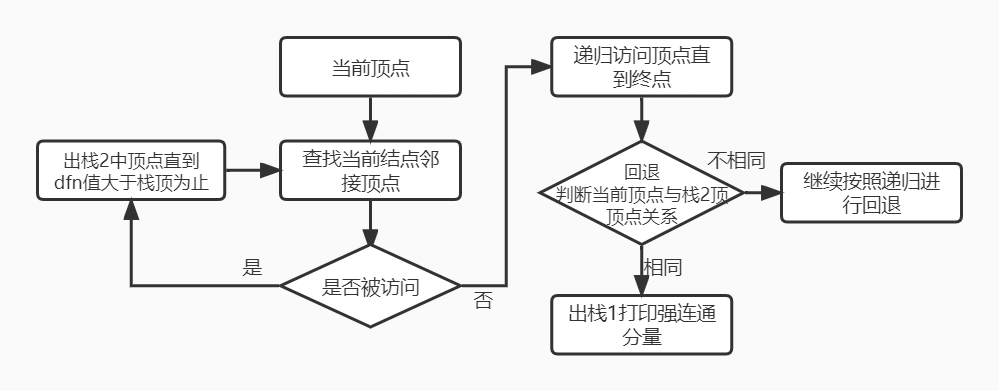 当前顶点
递归访问顶点直
到终点
出栈2中顶点直到
dfn值大于栈顶为止
查找当前结点邻
接顶点
回退
判断当前顶点与栈2顶
顶点关系
不相同
继续按照递归进
行回退
是
是否被访问
否
相同
出栈1打印强连通
分量